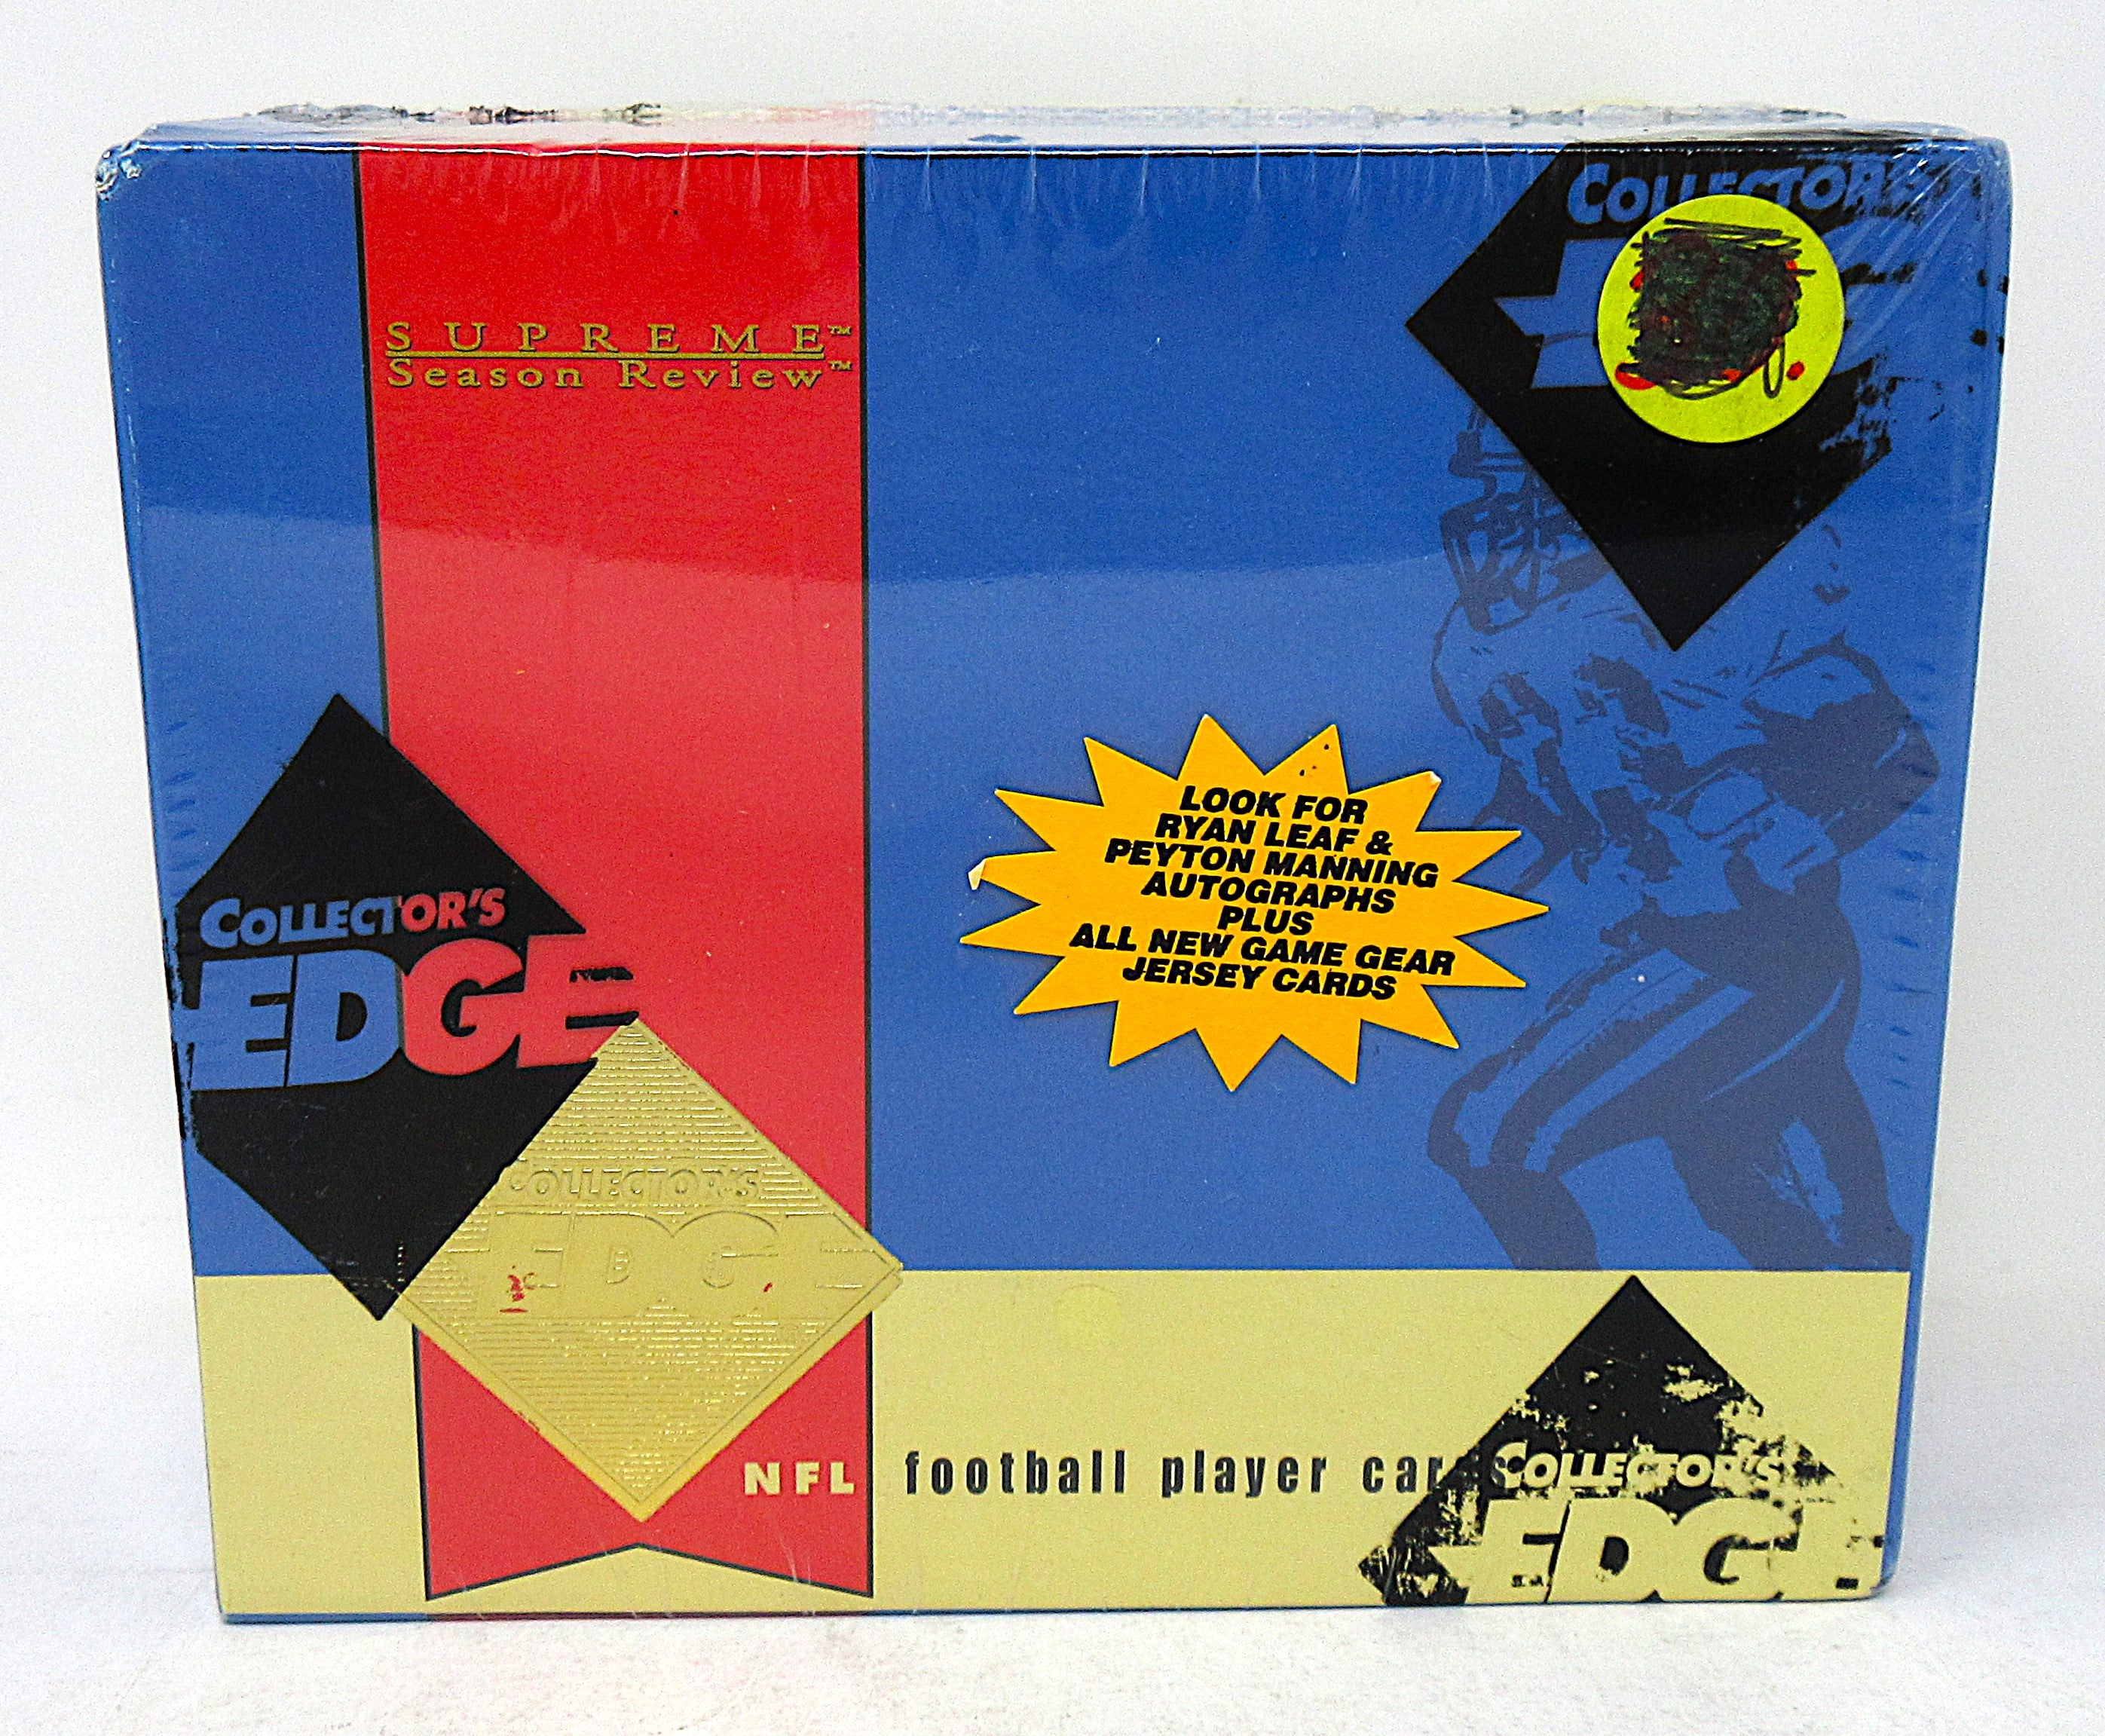 COLLECTOR'S
SUPREME™
Season Review™
LOOK FOR
RYAN LEAF &
PEYTON MANNING
AUTOGRAPHS
PLUS
ALL NEW GAME GEAR
JERSEY CARDS
COLLECTOR'S
EDGE
COLLECTOR'S
EDGE
NFL football player cards
COLLECTOR'S
EDGE